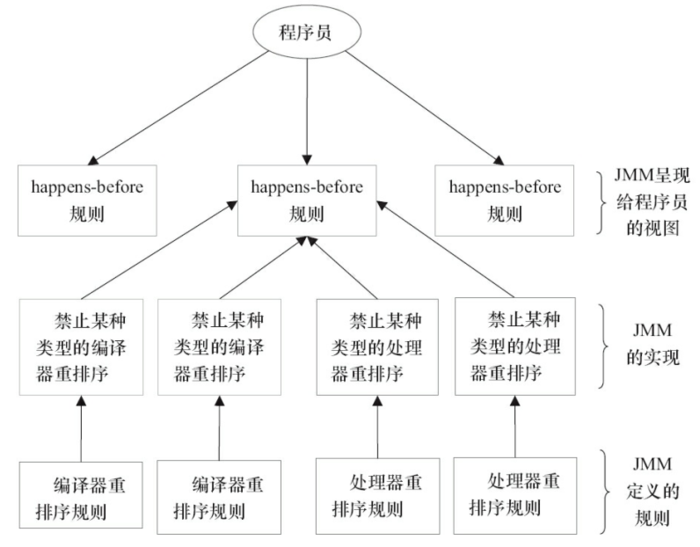 程序员
happens-before
规则
happens-before
规则
happens-before
规则
JMM呈现
给程序员
的视图
禁止某种
类型的编译
器重排序
禁止某种
类型的编译
器重排序
禁止某种
类型的处理
器重排序
禁止某种
类型的处理
器重排序
JMM
的实现
编译器重
排序规则
编译器重
排序规则
处理器重
排序规则
处理器重
排序规则
JMM
定义的
规则